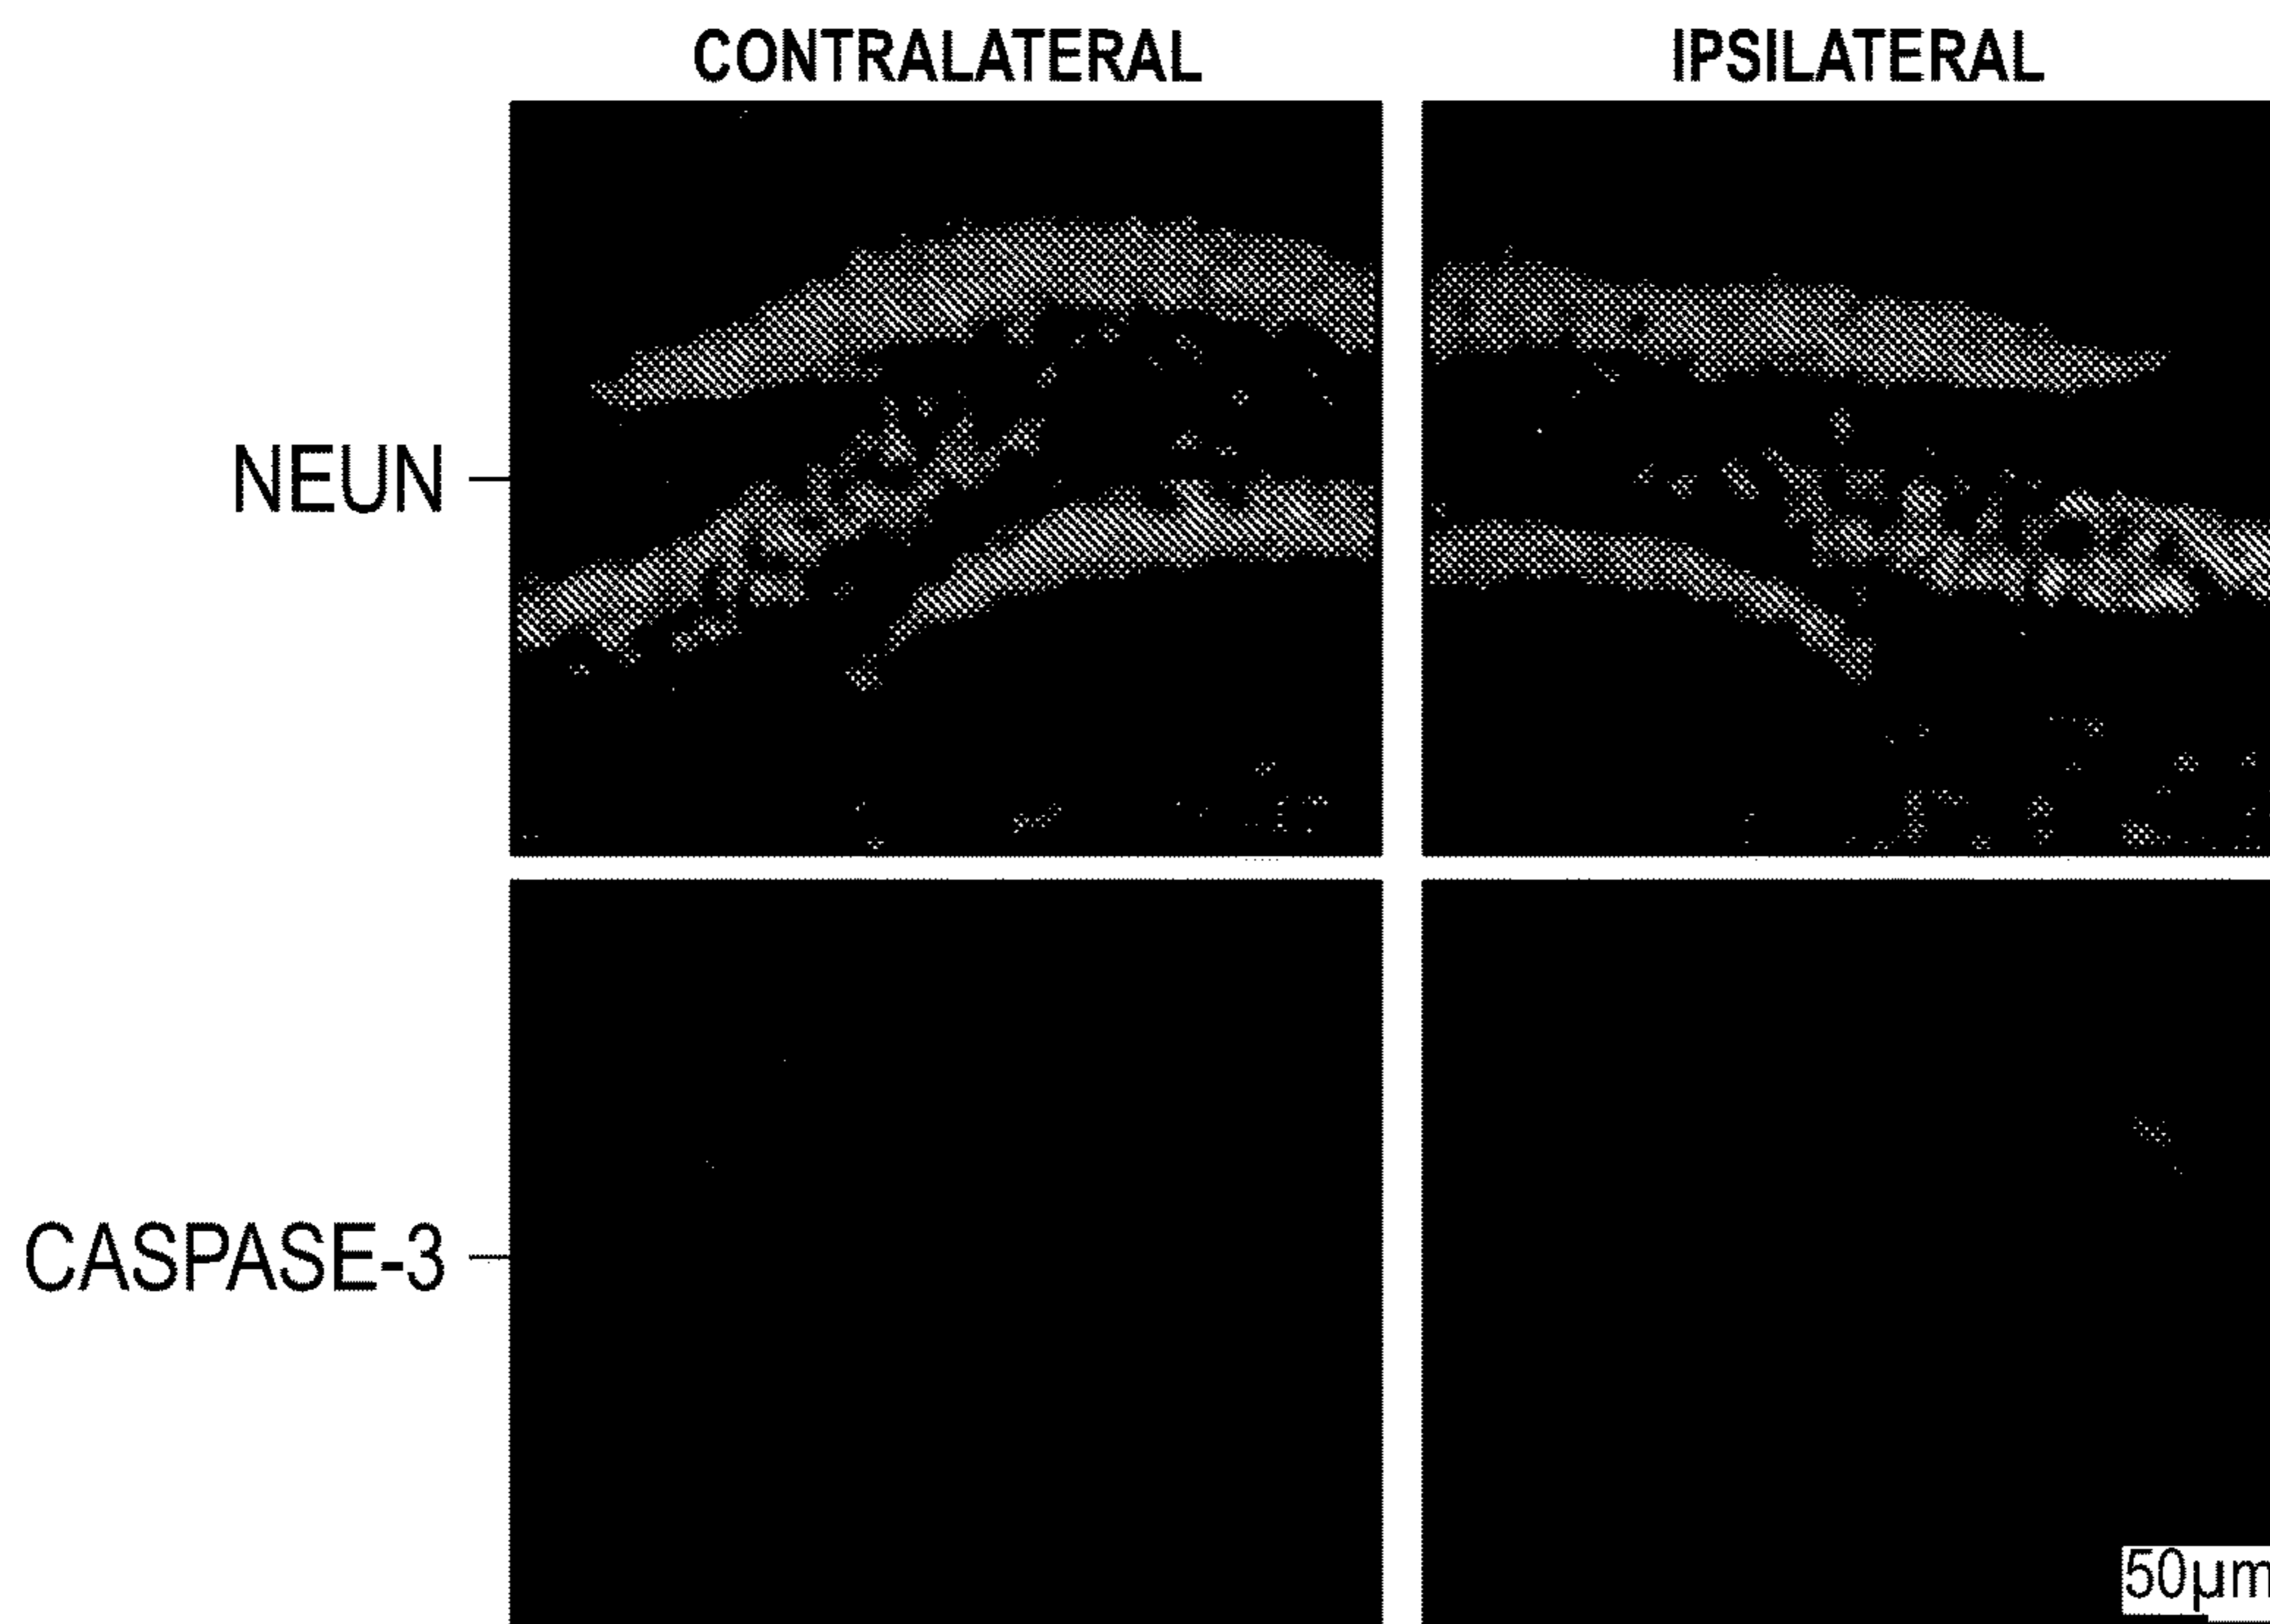 CONTRALATERAL IPSILATERAL
NEUN
CASPASE-3
50µm